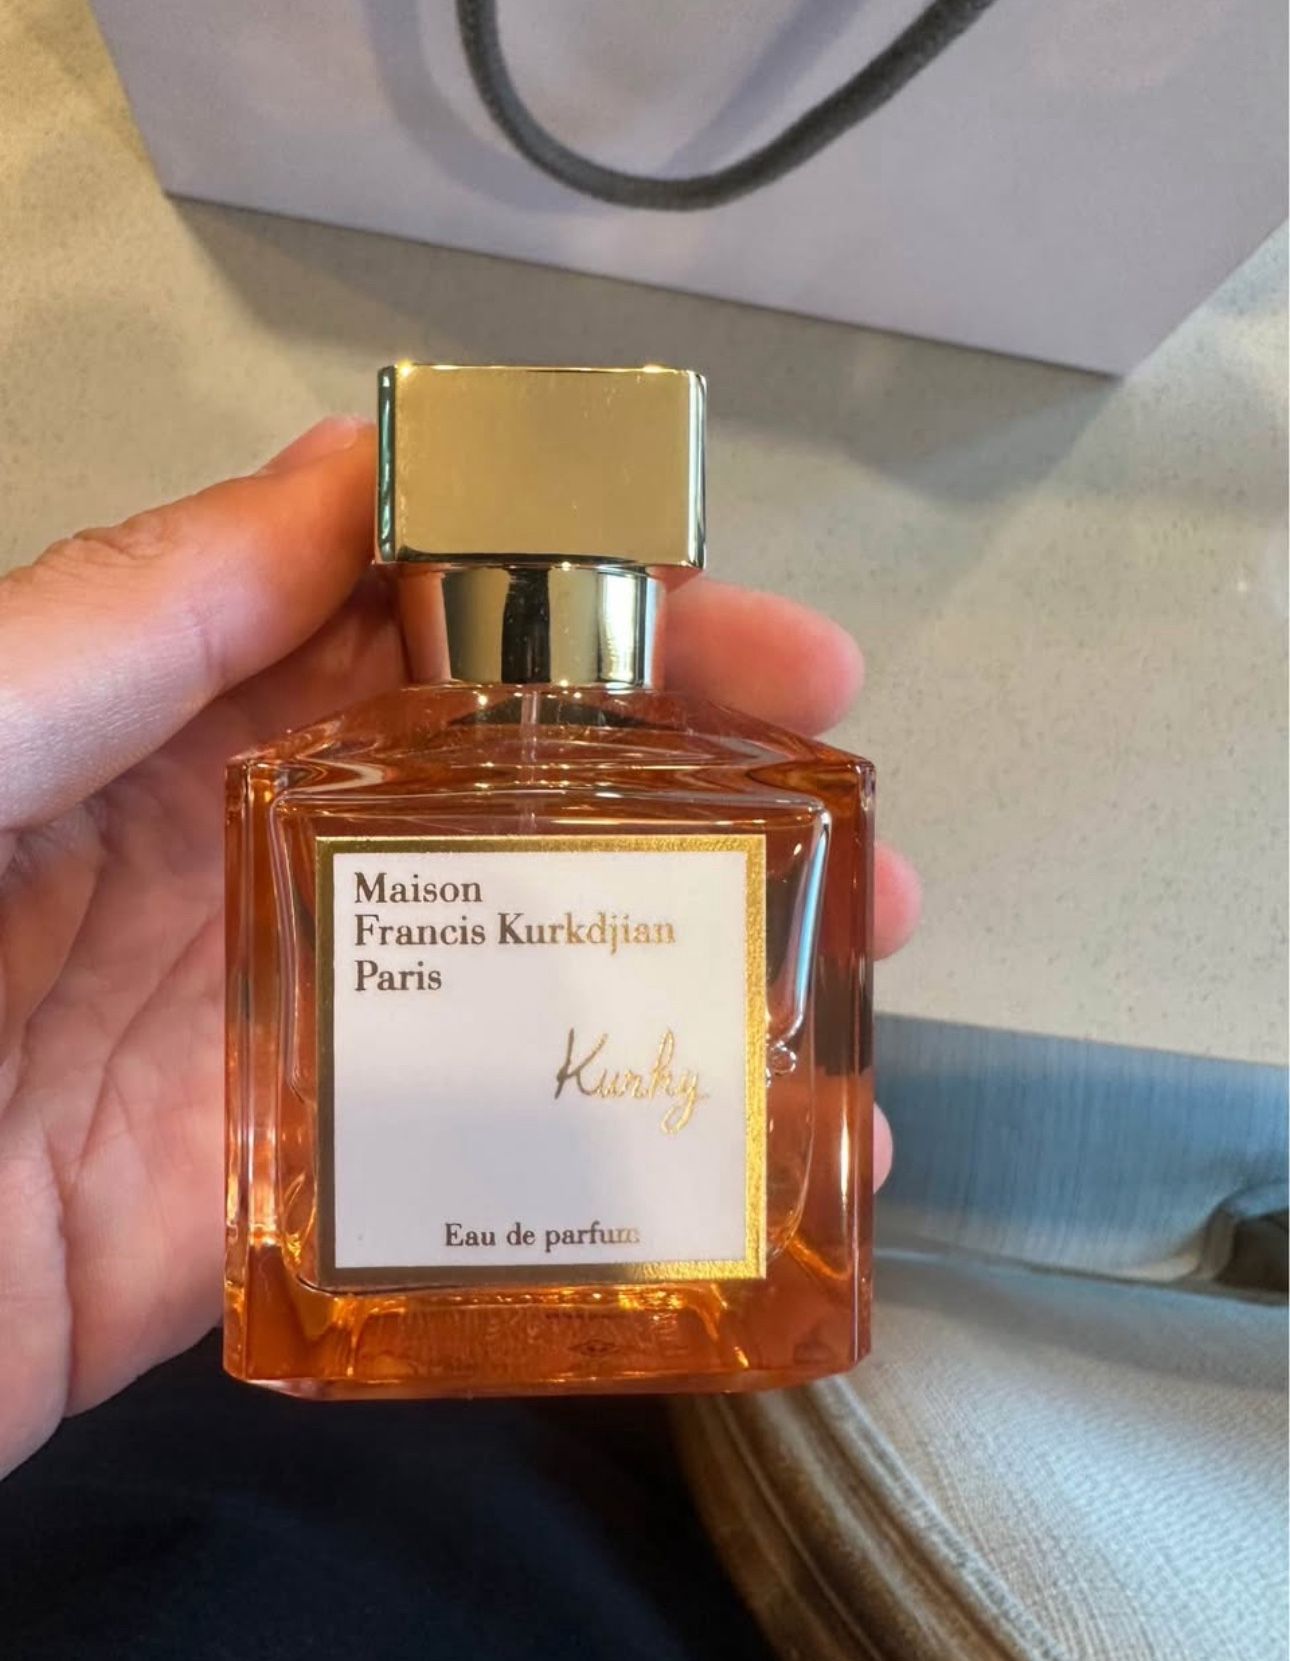 Maison
Francis Kurkdjian
Paris
Kurky
Eau de parfum